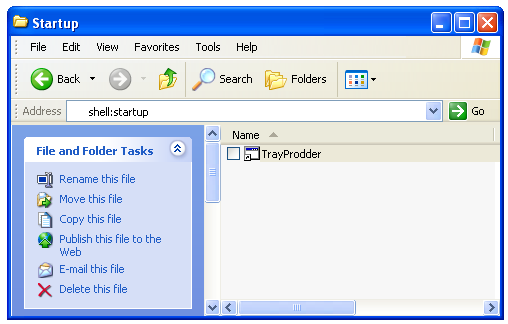 Startup
File Edit View Favorites Tools Help
Back Search Folders
Address shell:startup Go
File and Folder Tasks
Name
TrayProdder
Rename this file
Move this file
Copy this file
Publish this file to the
Web
E-mail this file
Delete this file